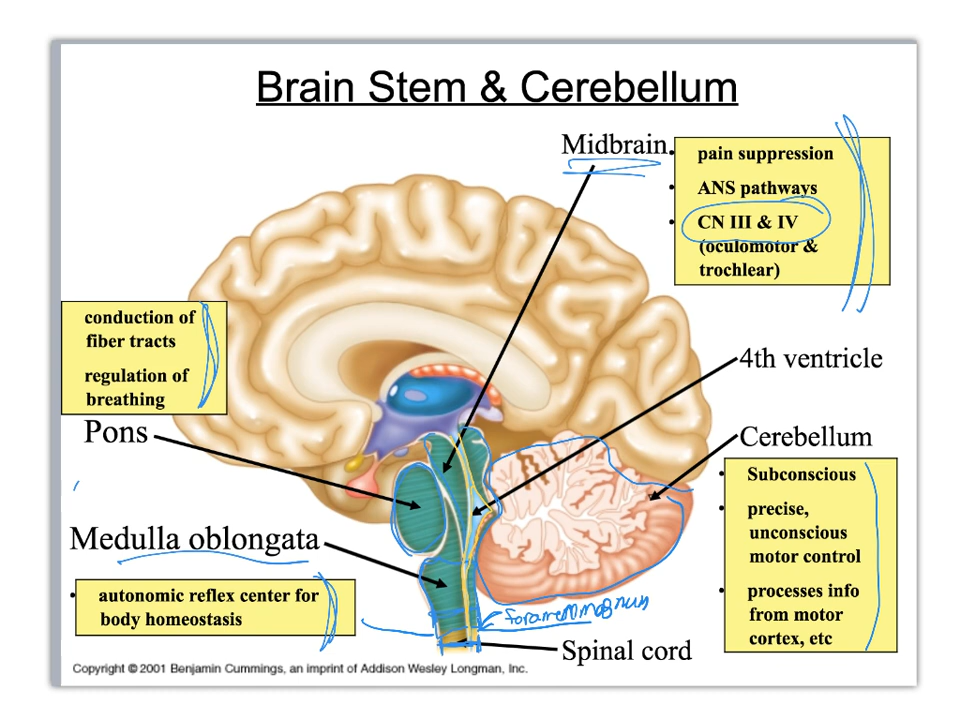 Brain Stem & Cerebellum
Midbrain
• pain suppression
• ANS pathways
• CN III & IV
(oculomotor &
trochlear)
conduction of
fiber tracts
regulation of
breathing
4th ventricle
Pons
Cerebellum
• Subconscious
• precise,
unconscious
motor control
• processes info
from motor
cortex, etc
Medulla oblongata
• autonomic reflex center for
body homeostasis
foramen magnum
Spinal cord
Copyright © 2001 Benjamin Cummings, an imprint of Addison Wesley Longman, Inc.